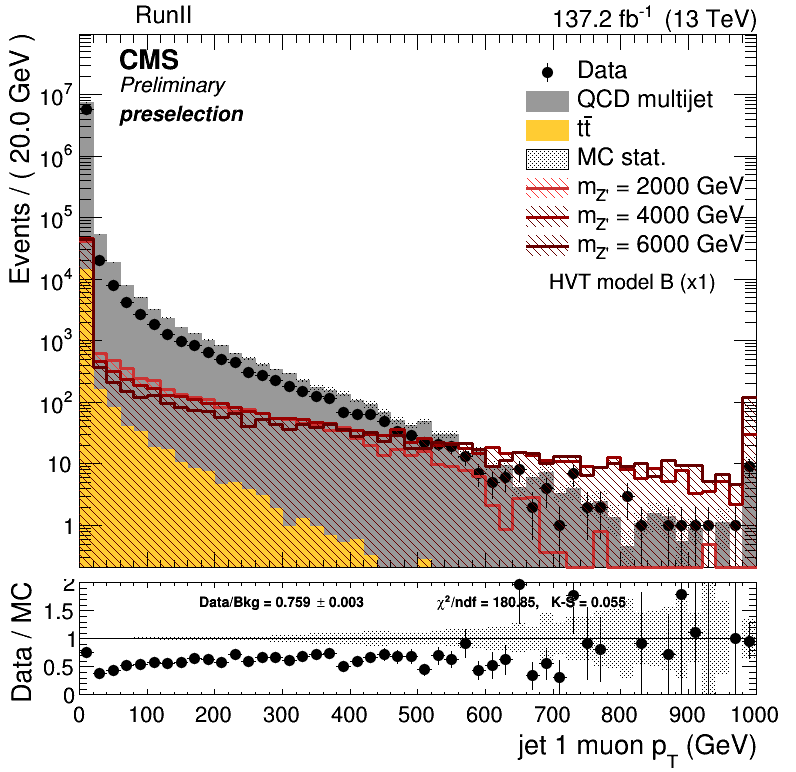 RunII 137.2 fb⁻¹ (13 TeV)
CMS
Preliminary
preselection
Data
QCD multijet
tt̄
MC stat.
m_Z' = 2000 GeV
m_Z' = 4000 GeV
m_Z' = 6000 GeV
HVT model B (x1)
Events / ( 20.0 GeV )
10⁷
10⁶
10⁵
10⁴
10³
10²
10
1
Data/Bkg = 0.759 ± 0.003 χ²/ndf = 180.85, K-S = 0.055
Data / MC
2
1.5
1
0.5
0
0 100 200 300 400 500 600 700 800 900 1000
jet 1 muon p_T (GeV)